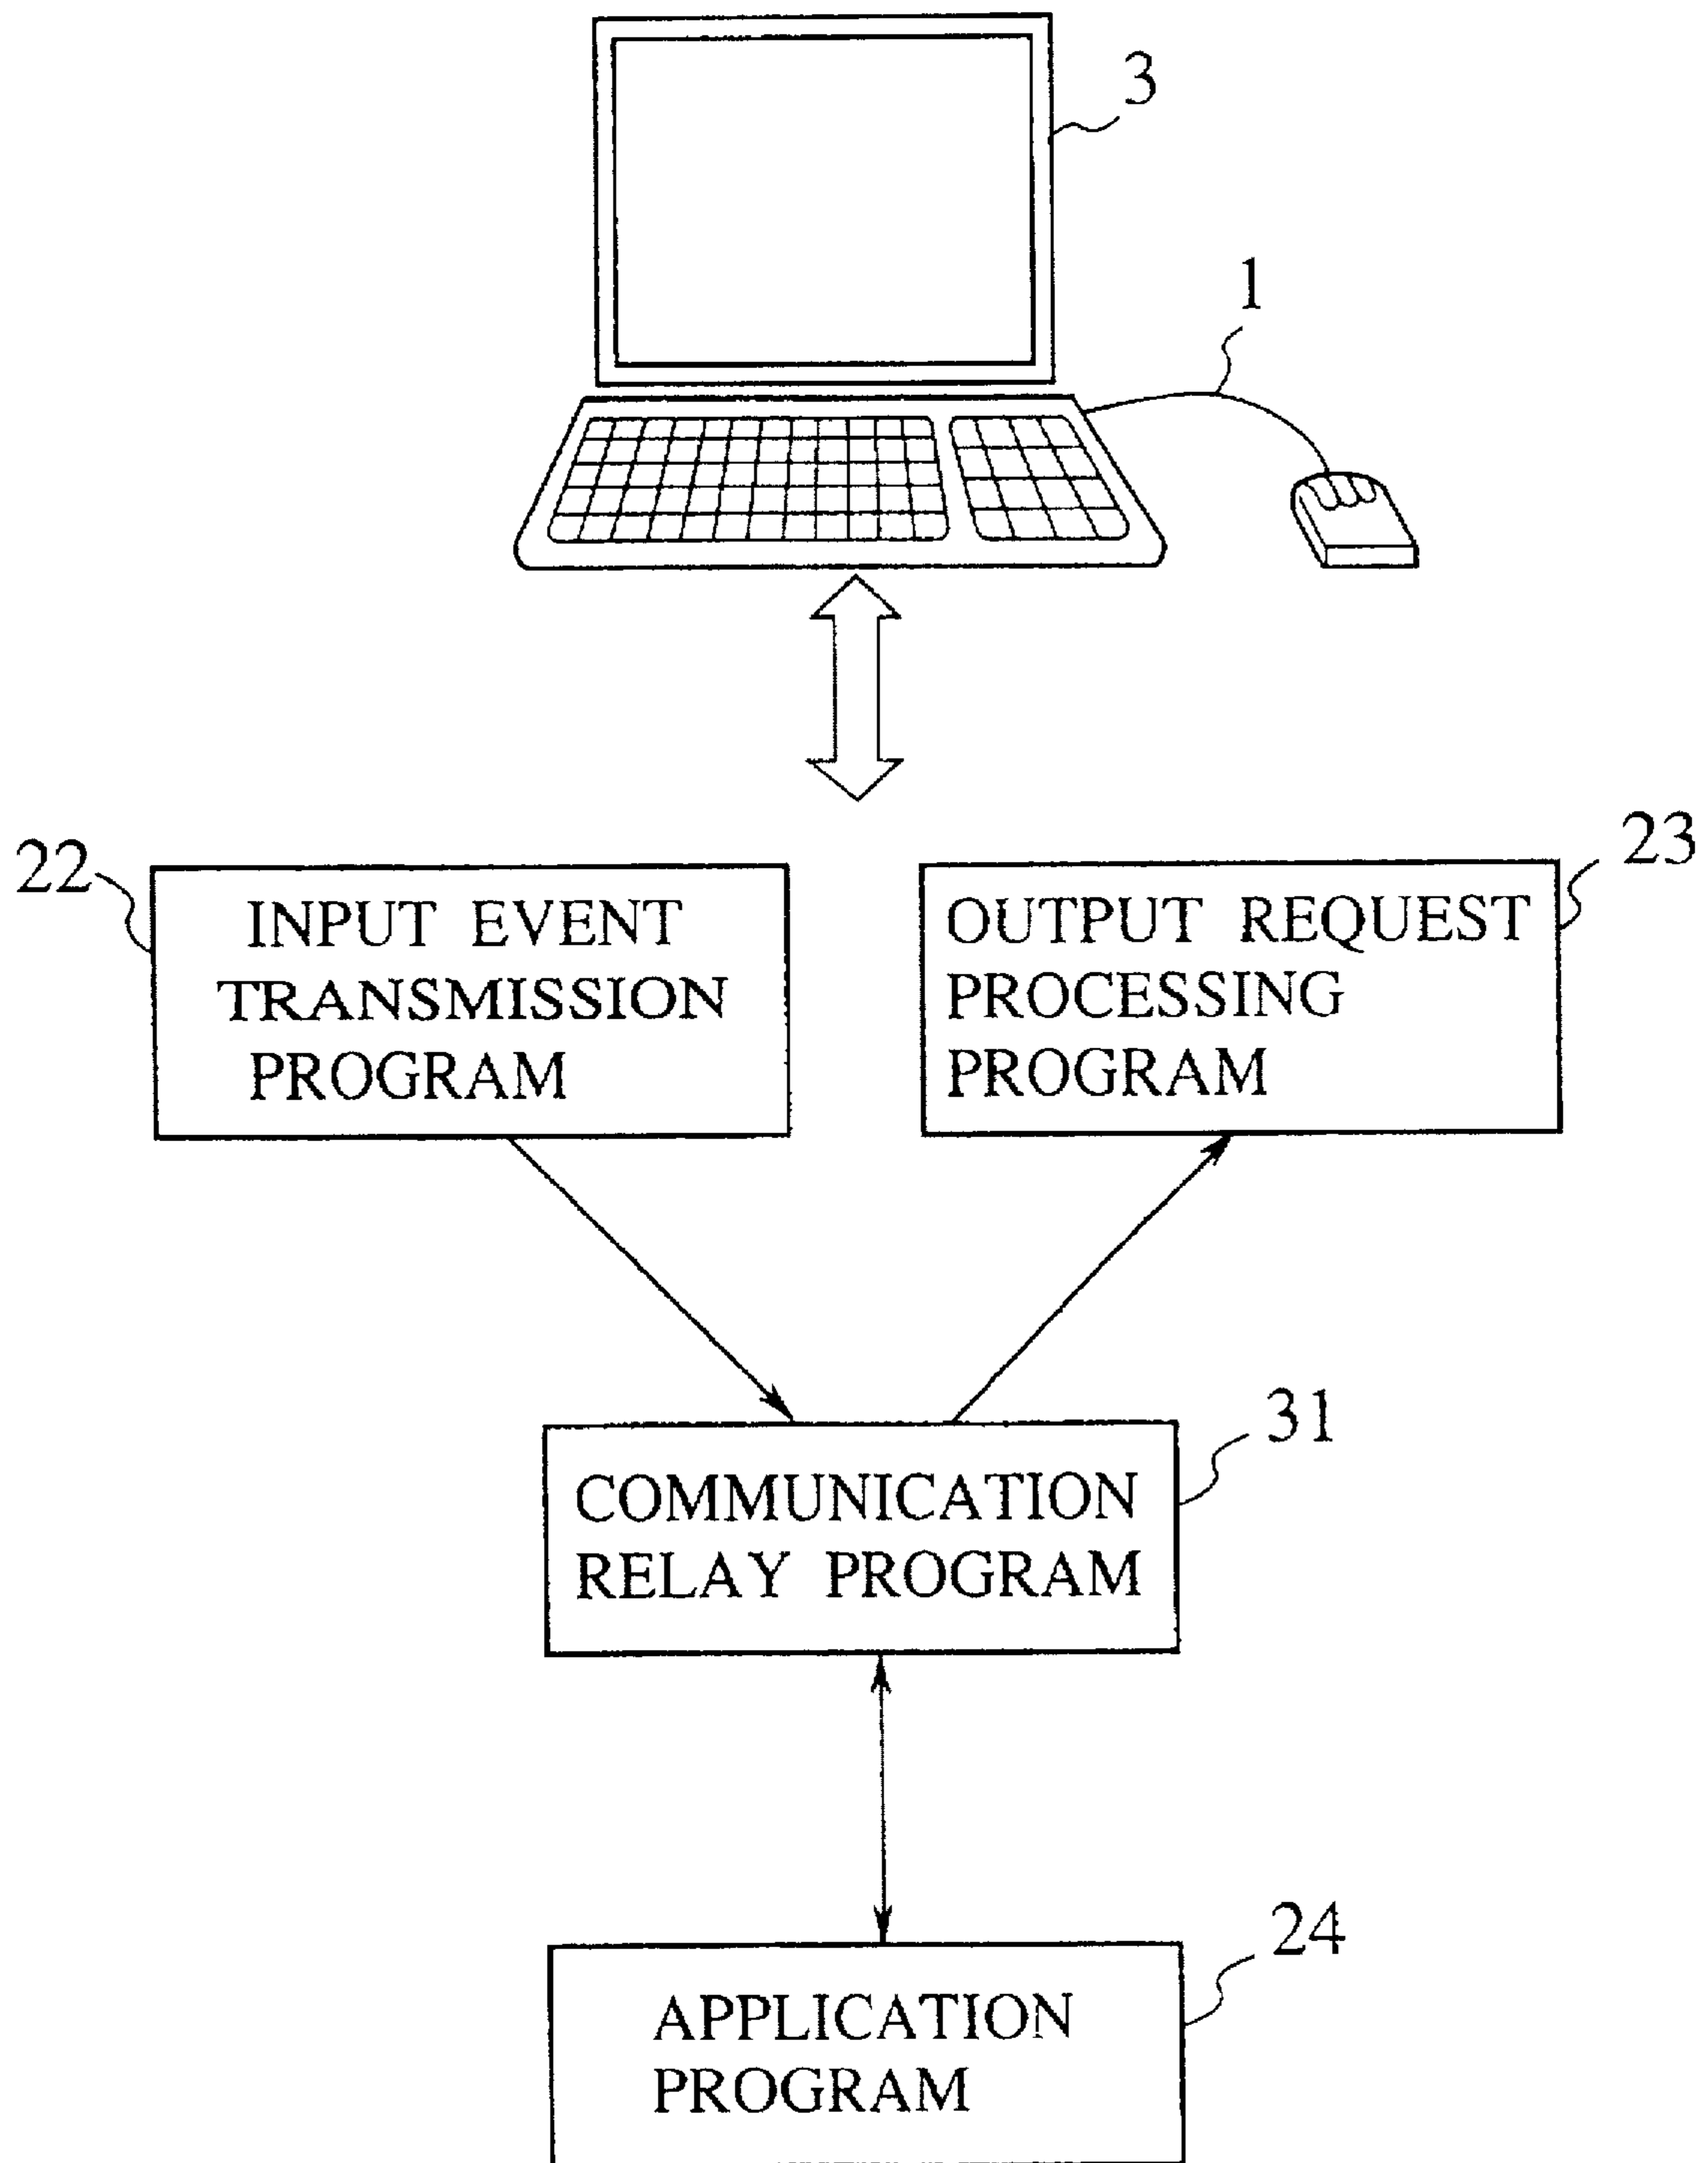 3
1
22
INPUT EVENT
TRANSMISSION
PROGRAM
23
OUTPUT REQUEST
PROCESSING
PROGRAM
31
COMMUNICATION
RELAY PROGRAM
24
APPLICATION
PROGRAM